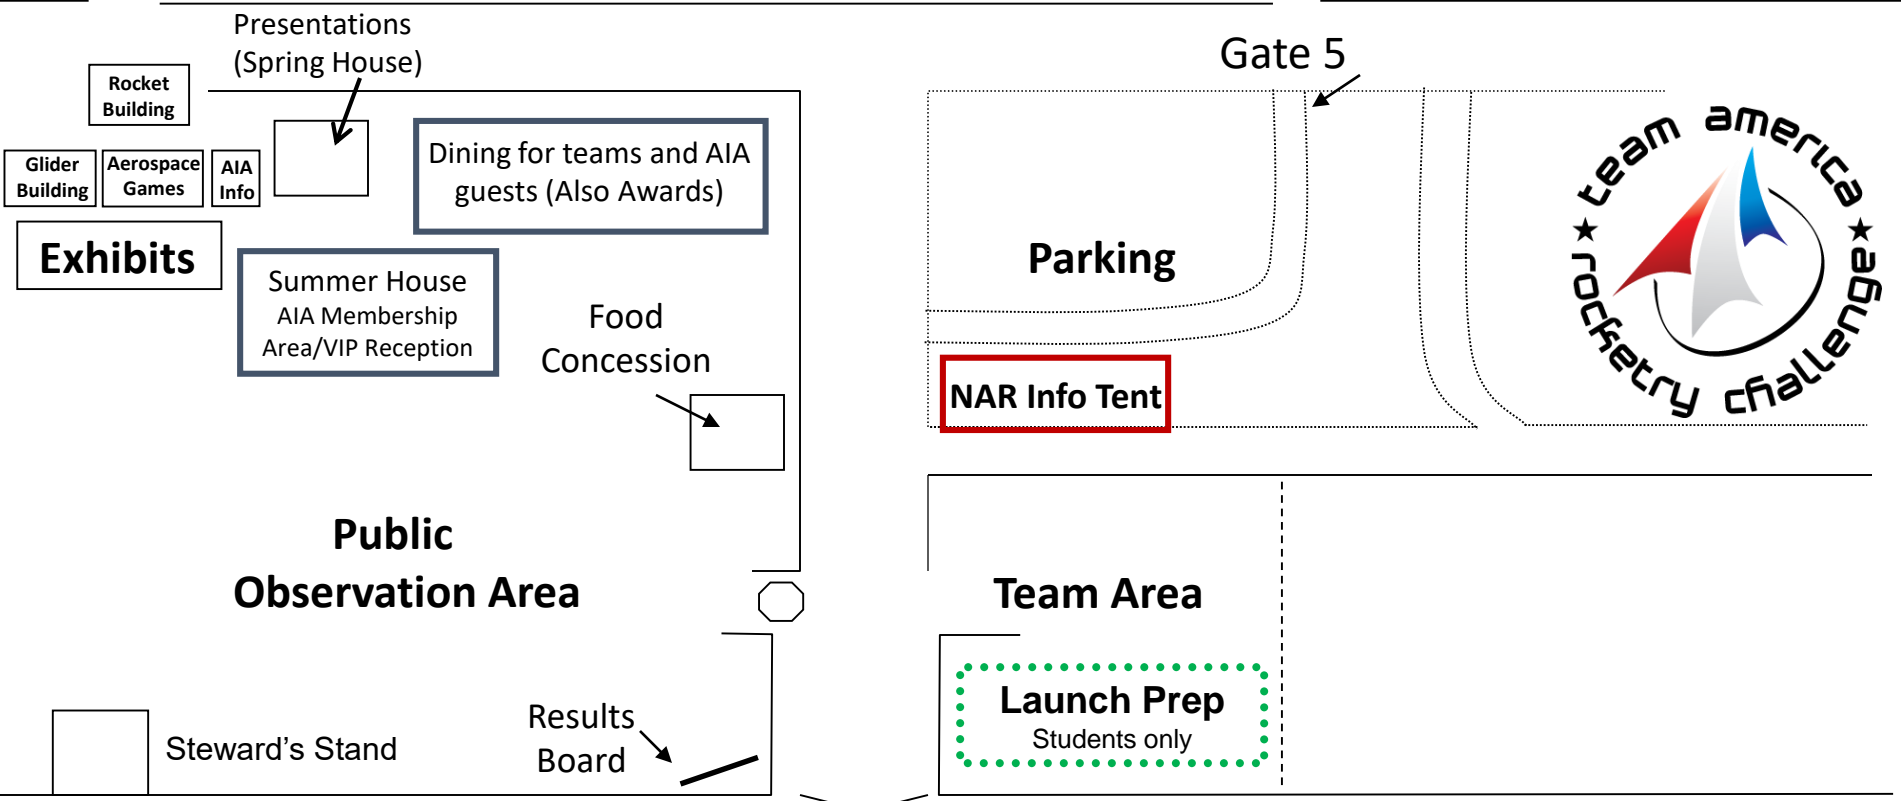 Presentations
(Spring House)
Gate 5
Rocket
Building
Glider
Building
Aerospace
Games
AIA
Info
Dining for teams and AIA
guests (Also Awards)
Exhibits
Summer House
AIA Membership
Area/VIP Reception
Food
Concession
Parking
NAR Info Tent
team america
rocketry challenge
Public
Observation Area
Team Area
Launch Prep
Students only
Steward’s Stand
Results
Board